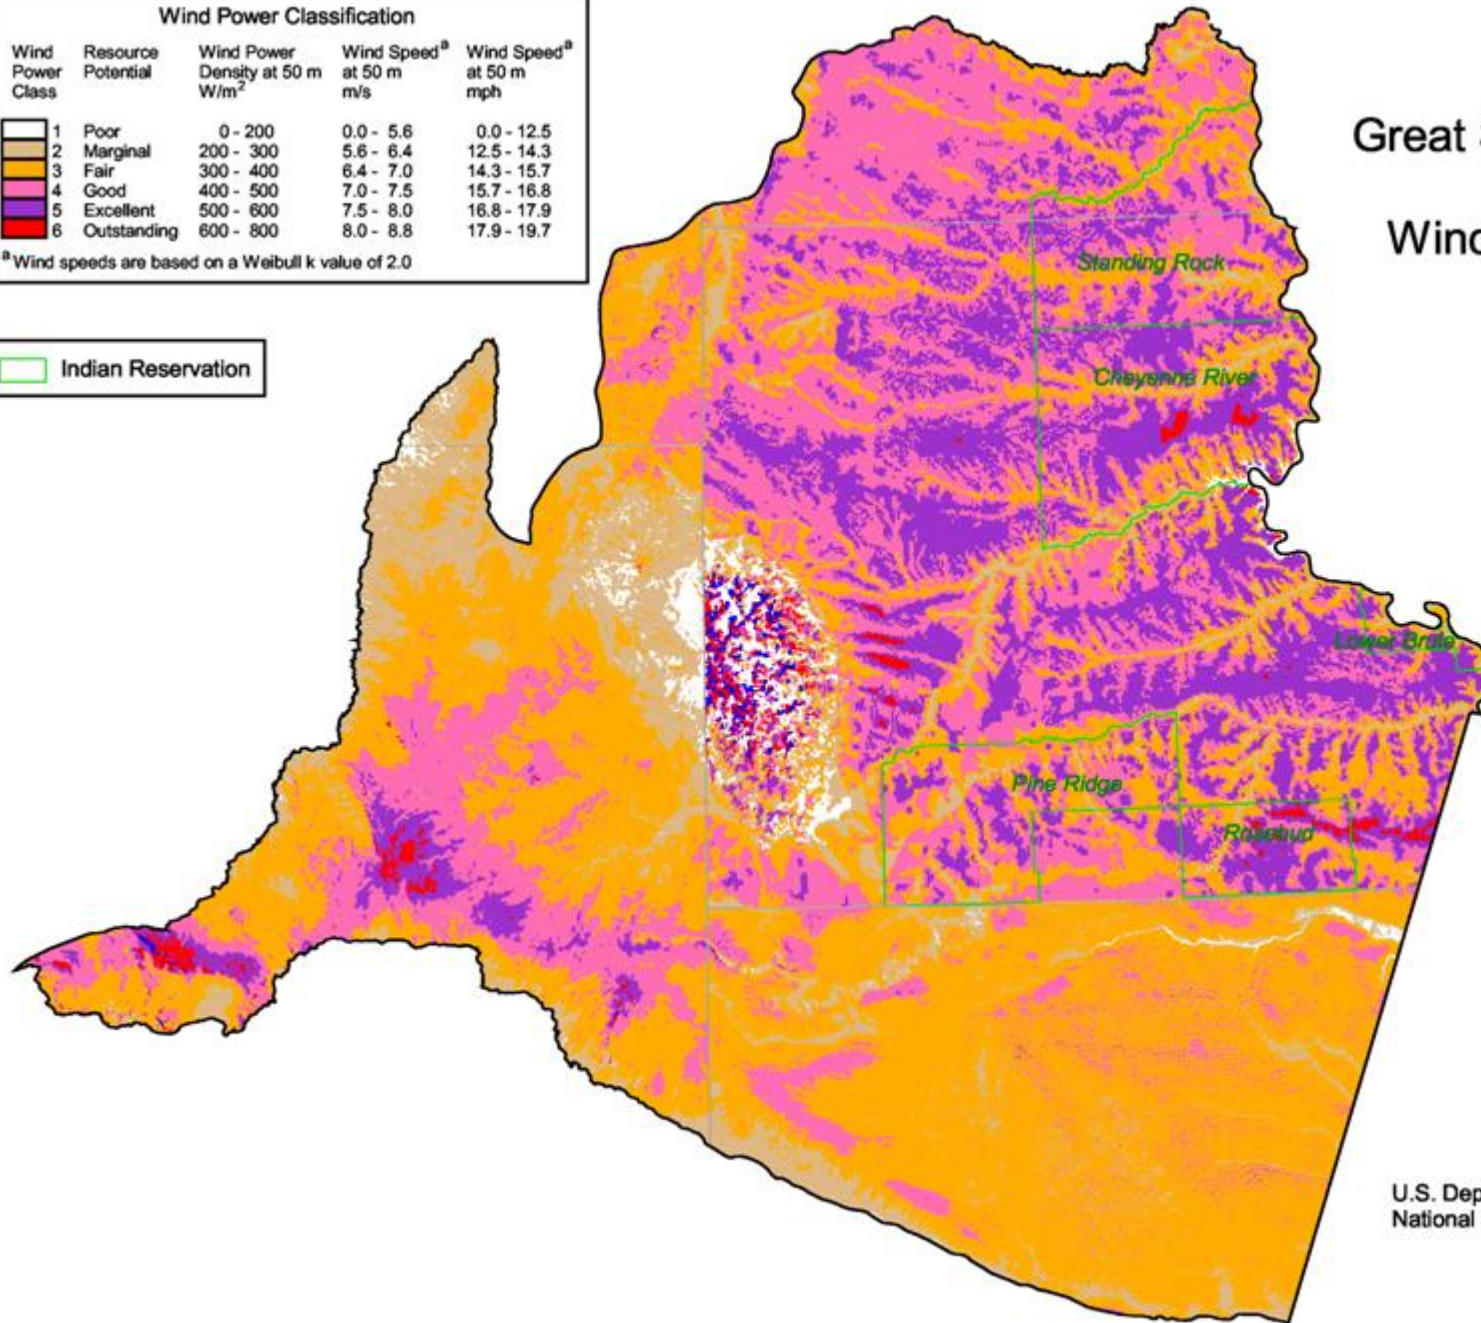 Wind Power Classification
Wind Power Class Resource Potential Wind Power Density at 50 m W/m² Wind Speedᵃ at 50 m m/s Wind Speedᵃ at 50 m mph
1 Poor 0 - 200 0.0 - 5.6 0.0 - 12.5
2 Marginal 200 - 300 5.6 - 6.4 12.5 - 14.3
3 Fair 300 - 400 6.4 - 7.0 14.3 - 15.7
4 Good 400 - 500 7.0 - 7.5 15.7 - 16.8
5 Excellent 500 - 600 7.5 - 8.0 16.8 - 17.9
6 Outstanding 600 - 800 8.0 - 8.8 17.9 - 19.7
ᵃ Wind speeds are based on a Weibull k value of 2.0
Indian Reservation
Great
Wind
Standing Rock
Cheyenne River
Lower Brule
Pine Ridge
Rosebud
U.S. Dep
National